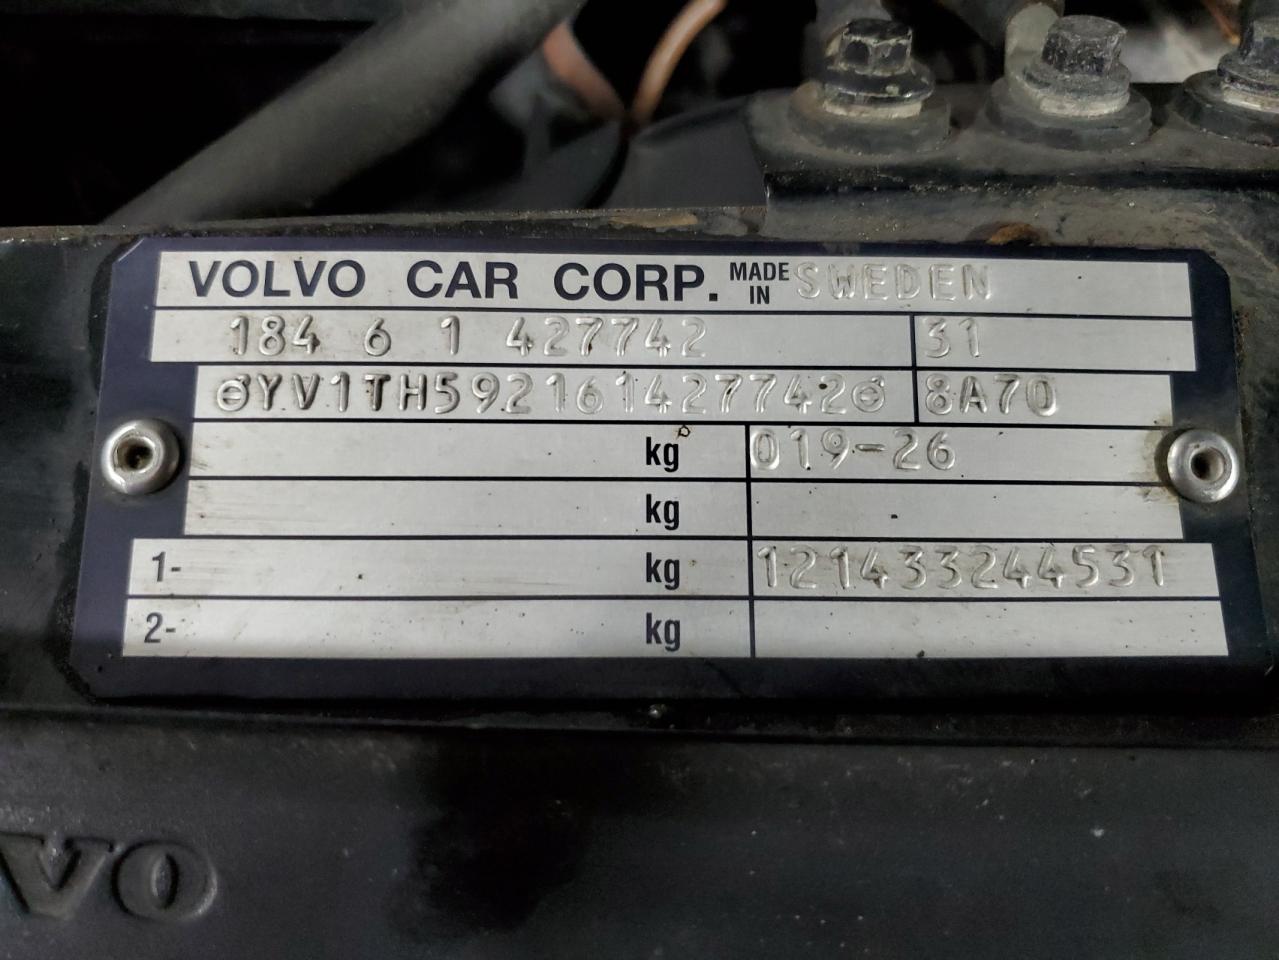 VOLVO CAR CORP. MADE IN SWEDEN
184 6 1 427742 31
YV1TH592161427742 8A70
kg 019-26
kg
1- kg 121433244531
2- kg
VO